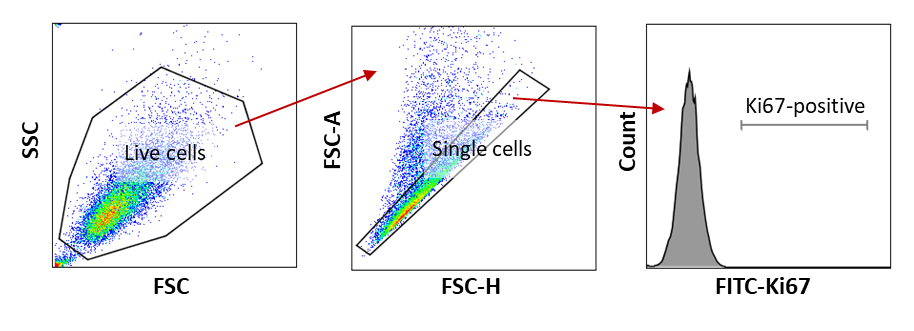 SSC
Live cells
FSC
FSC-A
Single cells
FSC-H
Count
Ki67-positive
FITC-Ki67